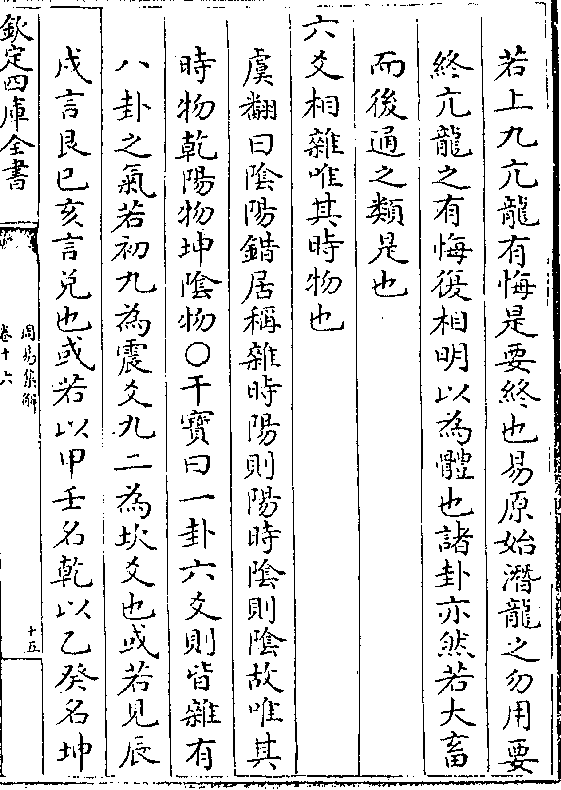 若上九亢龍有悔是要終也易原始潛龍之勿用要
終亢龍之有悔復相明以為體也諸卦亦然若大畜
而後通之類是也
六爻相雜唯其時物也
虞翻曰陰陽錯居稱雜時陽則陽時陰則陰故唯其
時物乾陽物坤陰物○干寶曰一卦六爻則皆雜有
八卦之氣若初九為震爻九二為坎爻也或若見辰
戌言艮巳亥言兌也或若以甲壬名乾以乙癸名坤
欽定四庫全書
周易集解
卷十六
十五